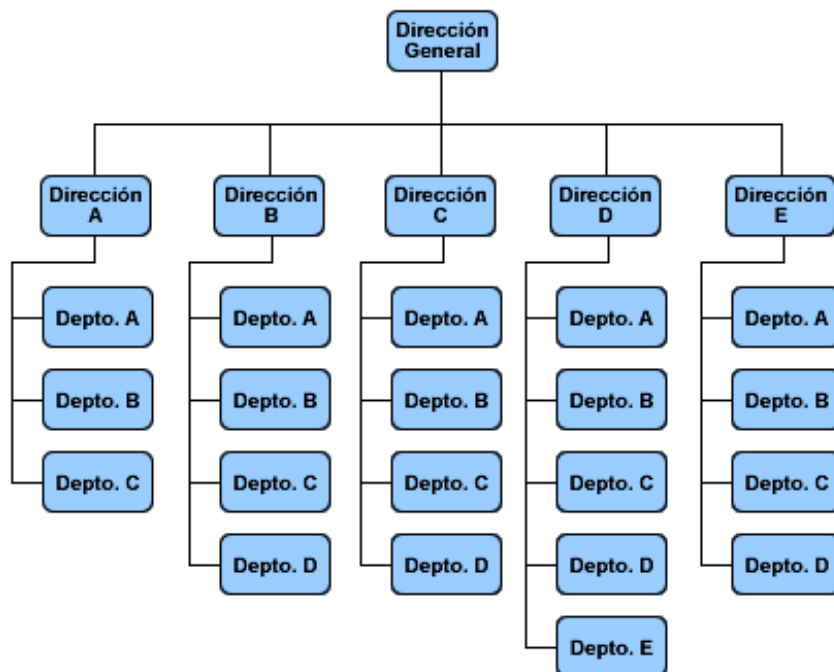 Dirección
General
Dirección
A
Dirección
B
Dirección
C
Dirección
D
Dirección
E
Depto. A
Depto. A
Depto. A
Depto. A
Depto. A
Depto. B
Depto. B
Depto. B
Depto. B
Depto. B
Depto. C
Depto. C
Depto. C
Depto. C
Depto. C
Depto. D
Depto. D
Depto. D
Depto. D
Depto. E